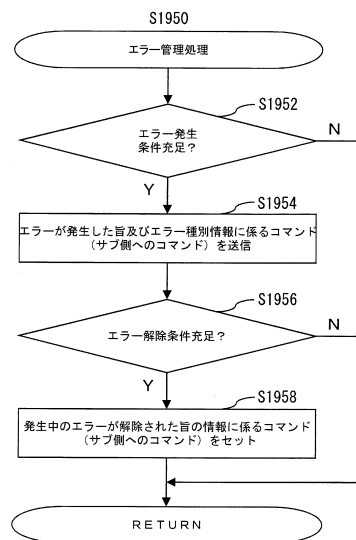 S1950
エラー管理処理
S1952
エラー発生
条件充足？
N
Y
S1954
エラーが発生した旨及びエラー種別情報に係るコマンド
（サブ側へのコマンド）を送信
S1956
エラー解除条件充足？
N
Y
S1958
発生中のエラーが解除された旨の情報に係るコマンド
（サブ側へのコマンド）をセット
RETURN